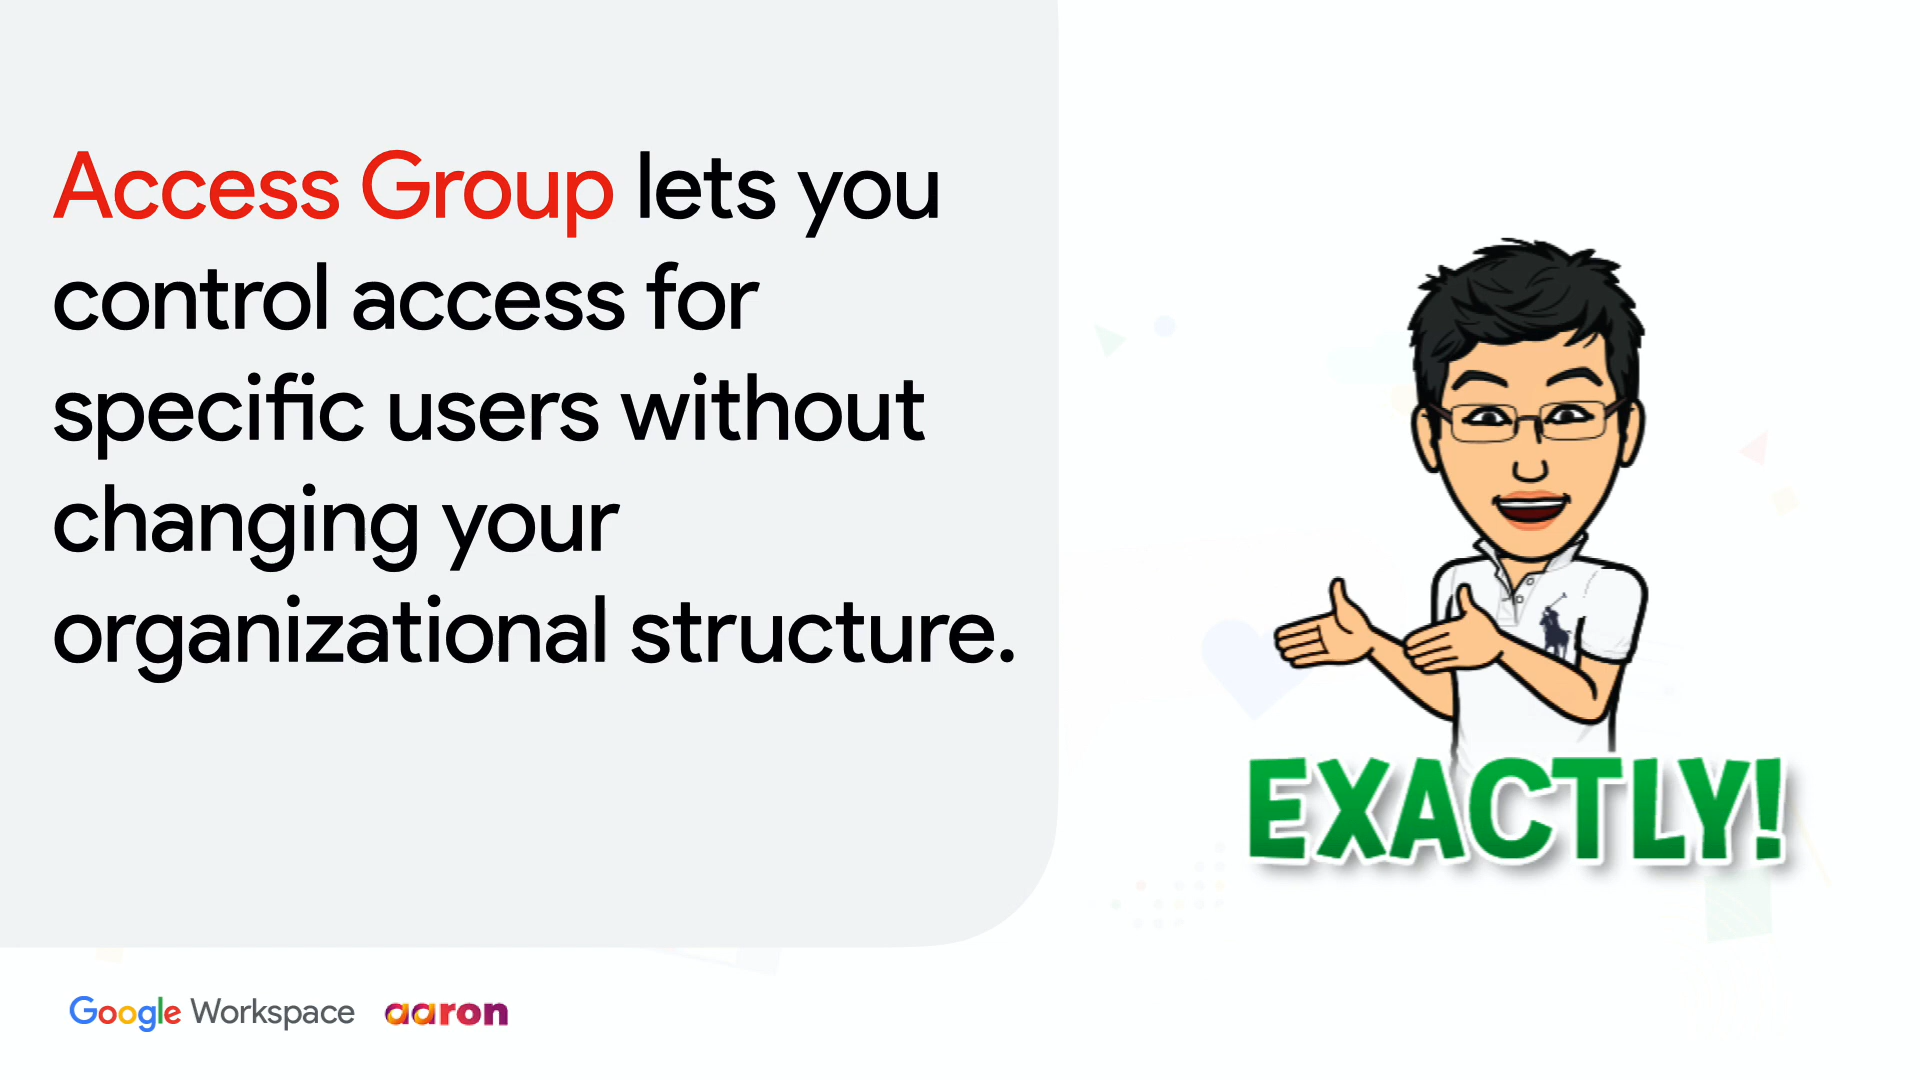 Access Group lets you
control access for
specific users without
changing your
organizational structure.
EXACTLY!
Google Workspace aaron